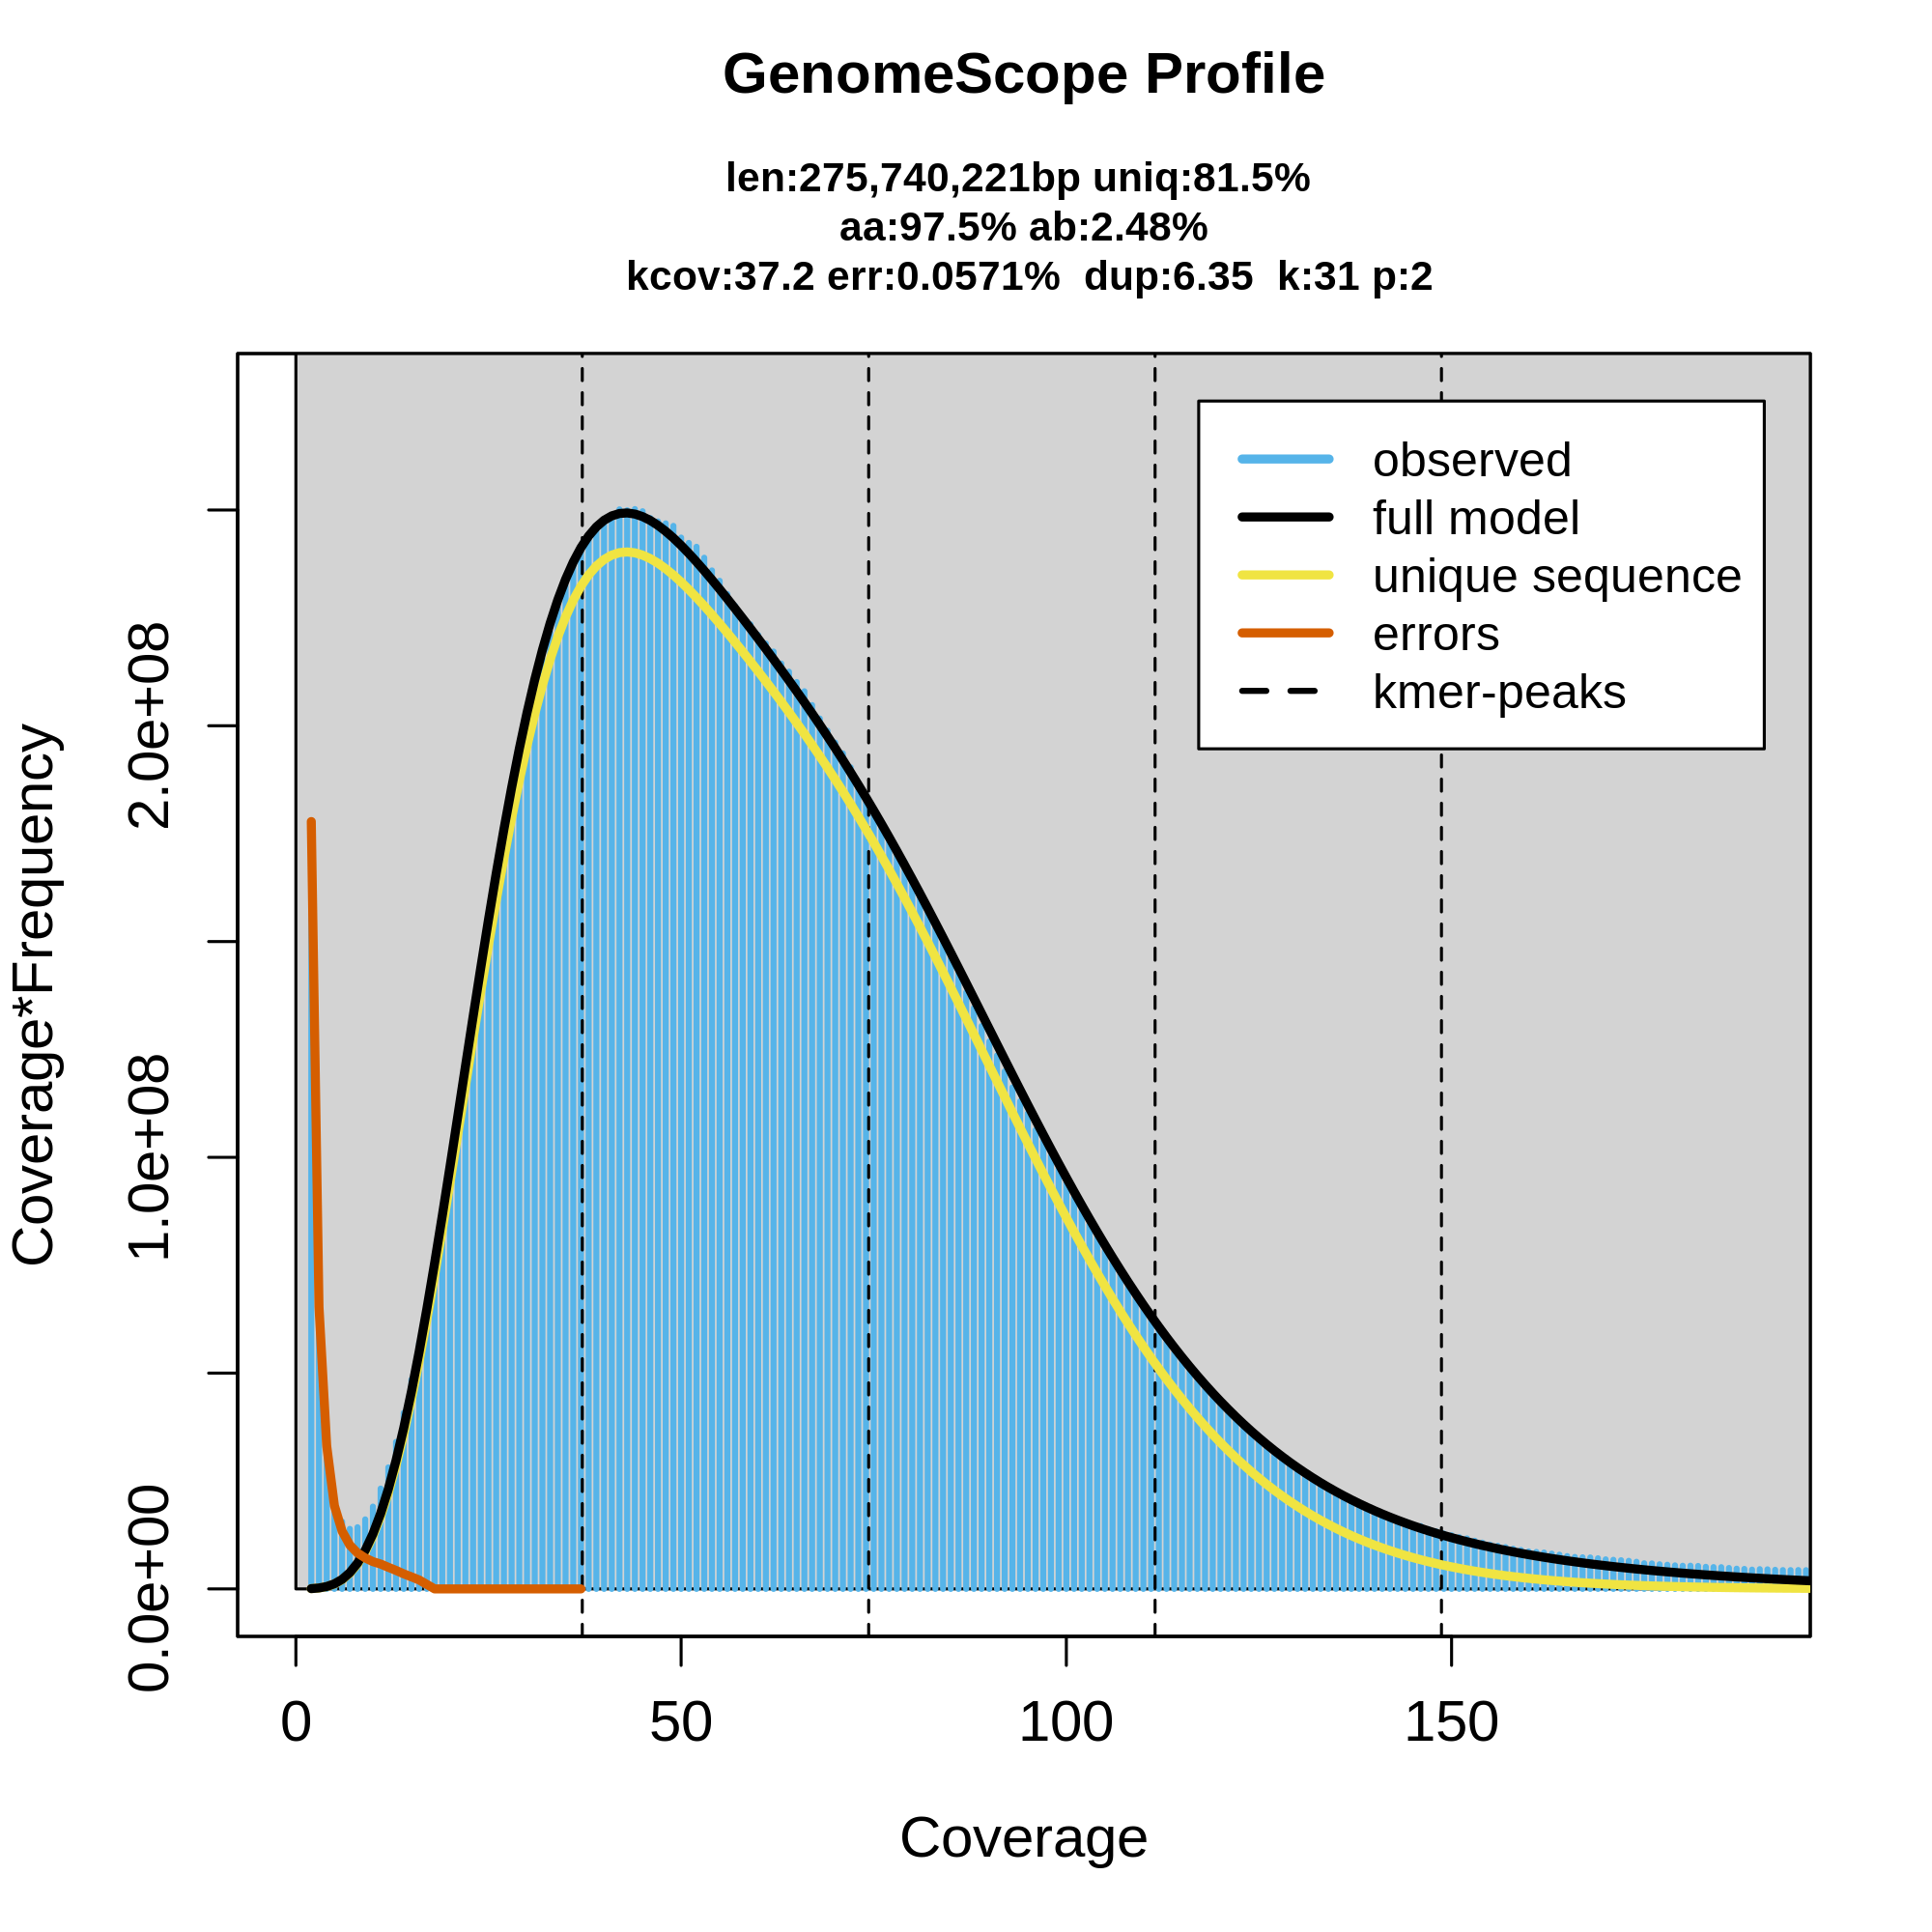 GenomeScope Profile
len:275,740,221bp uniq:81.5%
aa:97.5% ab:2.48%
kcov:37.2 err:0.0571% dup:6.35 k:31 p:2
observed
full model
unique sequence
errors
kmer-peaks
Coverage*Frequency
2.0e+08
1.0e+08
0.0e+00
0 50 100 150
Coverage